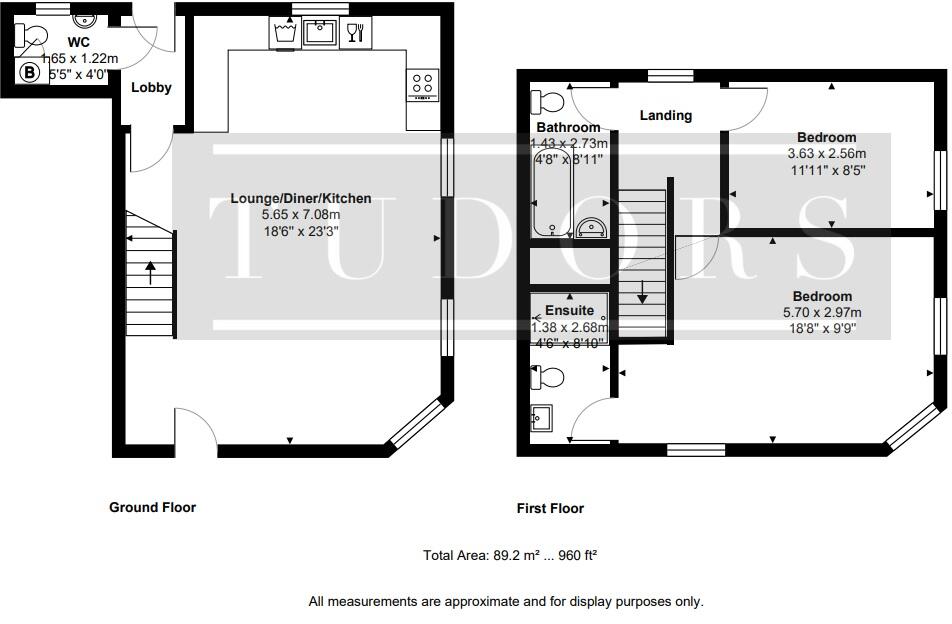 WC
1.65 x 1.22m
5'5" x 4'0"
B
Lobby
Lounge/Diner/Kitchen
5.65 x 7.08m
18'6" x 23'3"
Bathroom
1.43 x 2.73m
4'8" x 8'11"
Landing
Bedroom
3.63 x 2.56m
11'11" x 8'5"
TUDORS
Ensuite
1.38 x 2.68m
4'6" x 8'10"
Bedroom
5.70 x 2.97m
18'8" x 9'9"
Ground Floor
First Floor
Total Area: 89.2 m² ... 960 ft²
All measurements are approximate and for display purposes only.